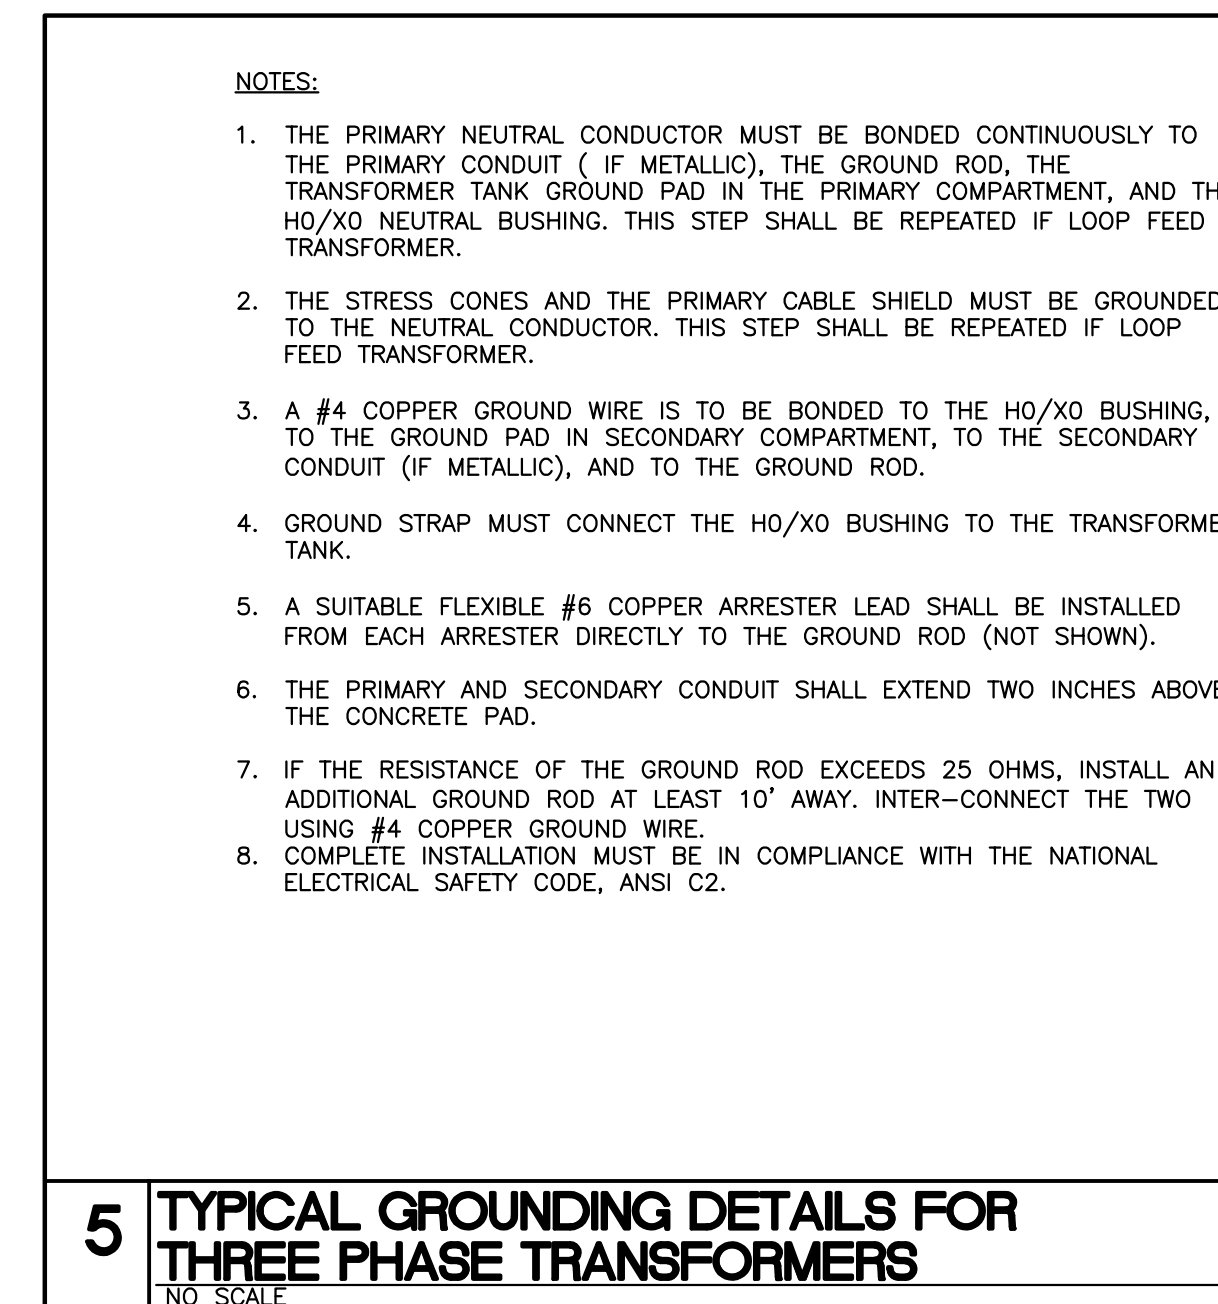 NOTES:
1. THE PRIMARY NEUTRAL CONDUCTOR MUST BE BONDED CONTINUOUSLY TO
THE PRIMARY CONDUIT ( IF METALLIC), THE GROUND ROD, THE
TRANSFORMER TANK GROUND PAD IN THE PRIMARY COMPARTMENT, AND TH
H0/X0 NEUTRAL BUSHING. THIS STEP SHALL BE REPEATED IF LOOP FEED
TRANSFORMER.
2. THE STRESS CONES AND THE PRIMARY CABLE SHIELD MUST BE GROUNDED
TO THE NEUTRAL CONDUCTOR. THIS STEP SHALL BE REPEATED IF LOOP
FEED TRANSFORMER.
3. A #4 COPPER GROUND WIRE IS TO BE BONDED TO THE H0/X0 BUSHING,
TO THE GROUND PAD IN SECONDARY COMPARTMENT, TO THE SECONDARY
CONDUIT (IF METALLIC), AND TO THE GROUND ROD.
4. GROUND STRAP MUST CONNECT THE H0/X0 BUSHING TO THE TRANSFORME
TANK.
5. A SUITABLE FLEXIBLE #6 COPPER ARRESTER LEAD SHALL BE INSTALLED
FROM EACH ARRESTER DIRECTLY TO THE GROUND ROD (NOT SHOWN).
6. THE PRIMARY AND SECONDARY CONDUIT SHALL EXTEND TWO INCHES ABOVE
THE CONCRETE PAD.
7. IF THE RESISTANCE OF THE GROUND ROD EXCEEDS 25 OHMS, INSTALL AN
ADDITIONAL GROUND ROD AT LEAST 10' AWAY. INTER-CONNECT THE TWO
USING #4 COPPER GROUND WIRE.
8. COMPLETE INSTALLATION MUST BE IN COMPLIANCE WITH THE NATIONAL
ELECTRICAL SAFETY CODE, ANSI C2.
5 TYPICAL GROUNDING DETAILS FOR
THREE PHASE TRANSFORMERS
NO SCALE